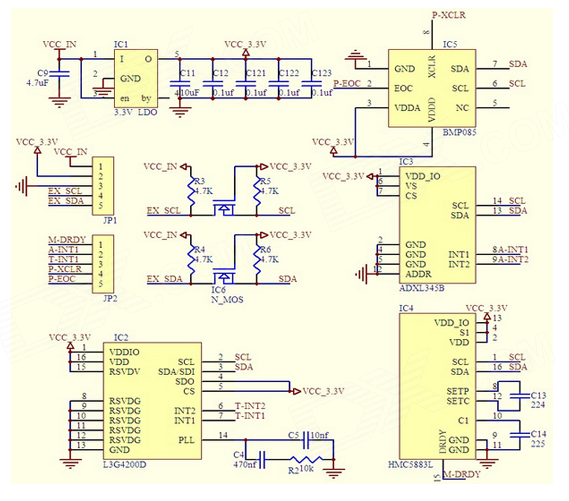 P-XCLR
VCC_IN IC1 VCC_3.3V
1 I O 5
C9 4.7uF
2 GND
3 en by 4
3.3V LDO
C11 10uF
C12 0.1uf
C121 0.1uf
C122 0.1uf
C123 0.1uf
8 IC5
XCLR
1 GND SDA 7 SDA
P-EOC 2 EOC SCL 6 SCL
3 VDDA NC 5
VDD
4 BMP085
VCC_3.3V
VCC_3.3V
VCC_IN
1
2
3
EX_SCL 4
EX_SDA 5
JP1
VCC_IN VCC_3.3V
R3 4.7K
R5 4.7K
EX_SCL SCL
VCC_IN VCC_3.3V
R4 4.7K
R6 4.7K
EX_SDA SDA
IC6
N_MOS
M-DRDY 1
A-INT1 2
T-INT1 3
P-XCLR 4
P-EOC 5
JP2
IC3
VCC_3.3V 1 VDD_IO
6 VS
7 CS
SCL 14 SCL
SDA 13 SDA
2 GND
4 GND
5 GND
12 ADDR
INT1 8 A-INT1
INT2 9 A-INT2
ADXL345B
VCC_3.3V IC2
1 VDDIO
16 VDD
15 RSVDV
SCL 2 SCL
SDA/SDI 3 SDA
SDO 4
CS 5 VCC_3.3V
8 RSVDG
9 RSVDG
10 RSVDG
11 RSVDG
12 RSVDG
13 GND
INT2 6 T-INT2
INT1 7 T-INT1
PLL 14
L3G4200D
C5 10nf
C4 470nf
R2 10k
IC4 VCC_3.3V
VDD_IO 13
S1 4
VDD 2
SCL 1 SCL
SDA 16 SDA
SETP 8
SETC 12
C13 224
C1 10
C14 225
GND 9
GND 11
DRDY
HMC5883L
15 M-DRDY